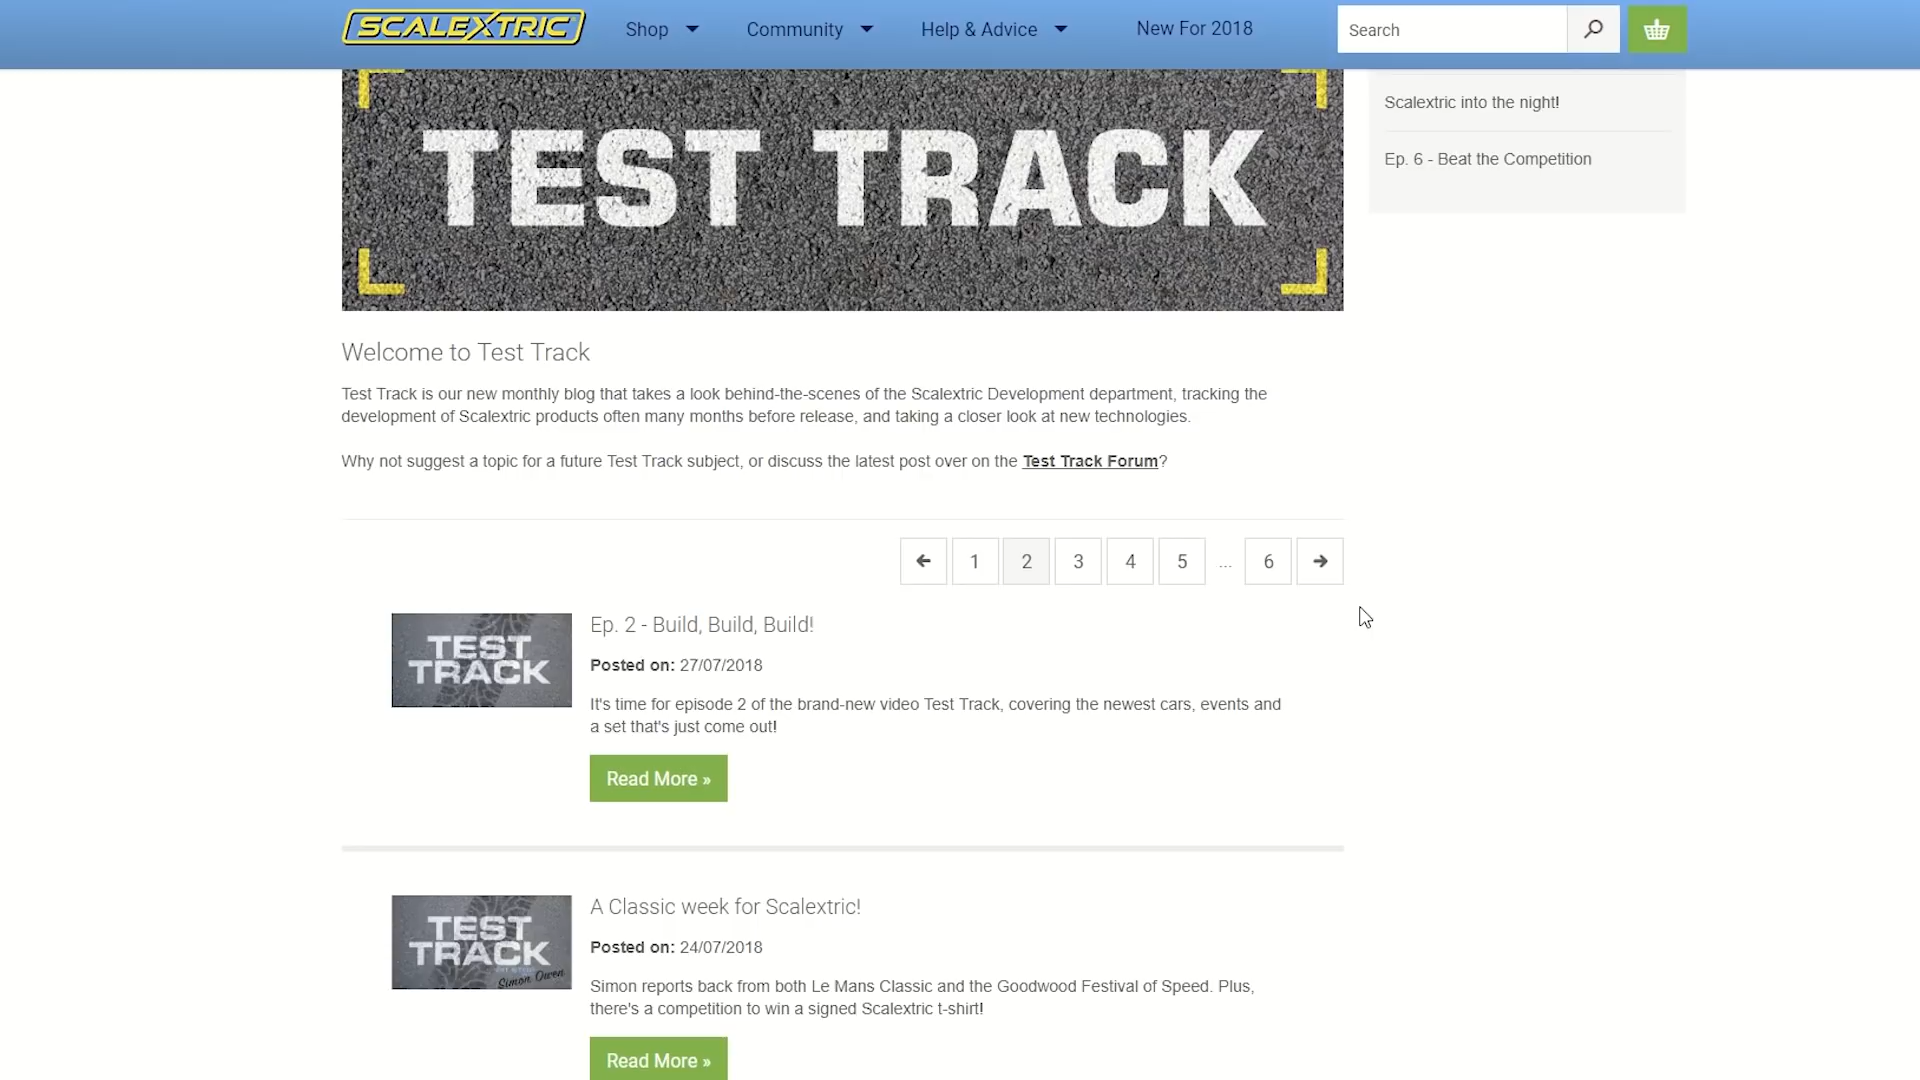 SCALEXTRIC
Shop
Community
Help & Advice
New For 2018
Search
TEST TRACK
Scalextric into the night!
Ep. 6 - Beat the Competition
Welcome to Test Track
Test Track is our new monthly blog that takes a look behind-the-scenes of the Scalextric Development department, tracking the
development of Scalextric products often many months before release, and taking a closer look at new technologies.
Why not suggest a topic for a future Test Track subject, or discuss the latest post over on the Test Track Forum?
1 2 3 4 5 ... 6
TEST
TRACK
Ep. 2 - Build, Build, Build!
Posted on: 27/07/2018
It's time for episode 2 of the brand-new video Test Track, covering the newest cars, events and
a set that's just come out!
Read More »
TEST
TRACK
Simon Owen
A Classic week for Scalextric!
Posted on: 24/07/2018
Simon reports back from both Le Mans Classic and the Goodwood Festival of Speed. Plus,
there's a competition to win a signed Scalextric t-shirt!
Read More »